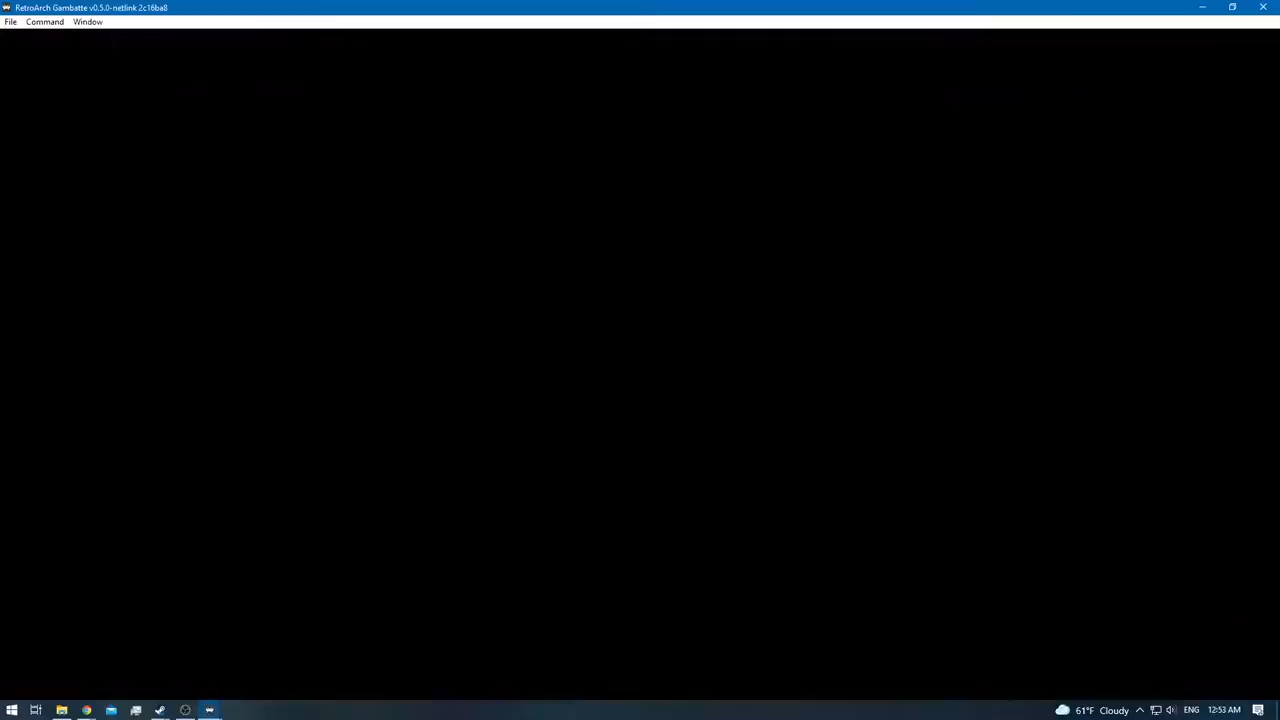 RetroArch Gambatte v0.5.0-netlink 2c16ba8
File Command Window
61°F Cloudy ENG 12:53 AM